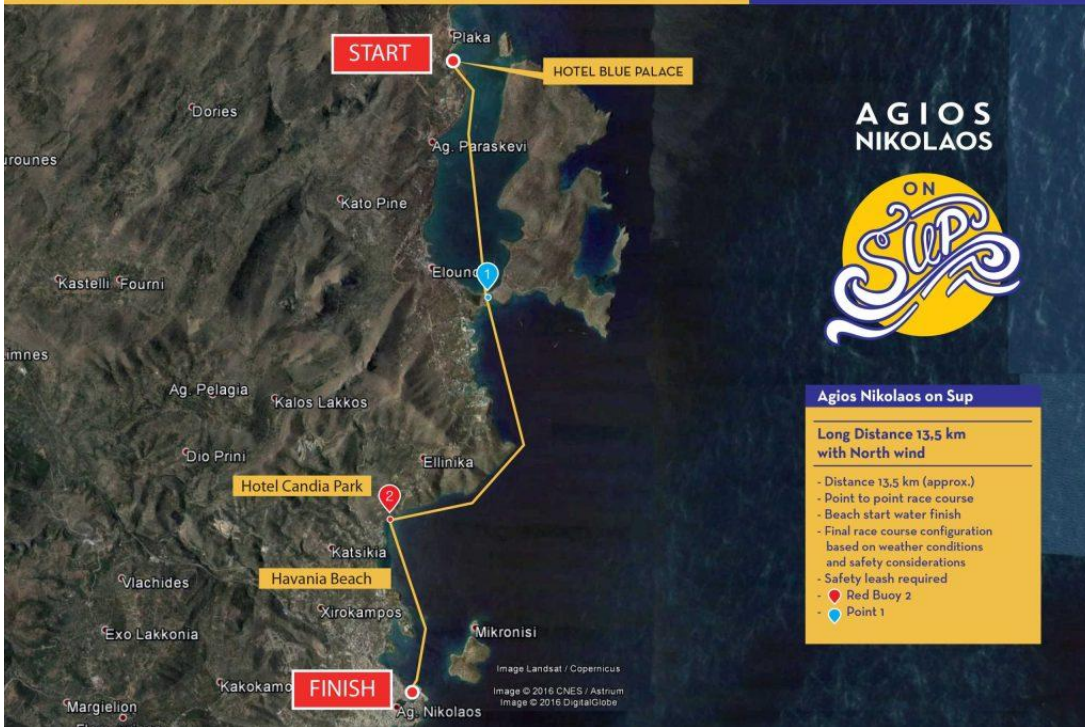 Plaka
START
HOTEL BLUE PALACE
Dories
AGIOS
NIKOLAOS
Ag. Paraskevi
urounes
ON
SUP
Kato Pine
Elound
1
Kastelli
Fourni
imnes
Ag. Pelagia
Kalos Lakkos
Agios Nikolaos on Sup
Long Distance 13,5 km
with North wind
- Distance 13,5 km (approx.)
- Point to point race course
- Beach start water finish
- Final race course configuration
based on weather conditions
and safety considerations
- Safety leash required
- Red Buoy 2
- Point 1
Dio Prini
Ellinika
Hotel Candia Park
2
Katsikia
Havania Beach
Vlachides
Xirokampos
Exo Lakkonia
Mikronisi
Image Landsat / Copernicus
Kakokamo
FINISH
Image © 2016 CNES / Astrium
Image © 2016 DigitalGlobe
Margielion
Ag. Nikolaos